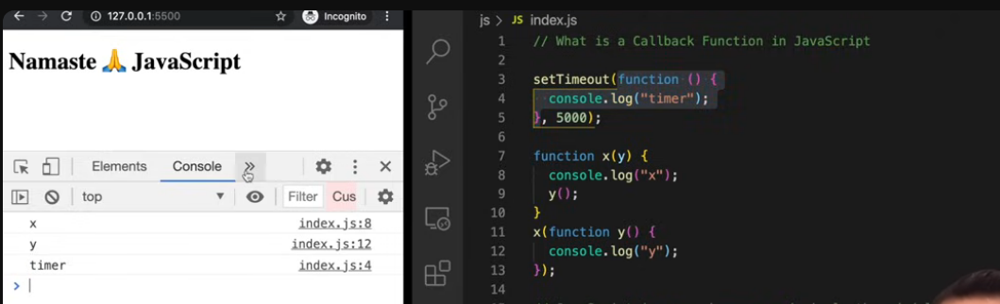 127.0.0.1:5500
Incognito
Namaste 🙏 JavaScript
Elements
Console
top
Filter
Cus
x index.js:8
y index.js:12
timer index.js:4
>
js > JS index.js
1 // What is a Callback Function in JavaScript
2
3 setTimeout(function () {
4 console.log("timer");
5 }, 5000);
6
7 function x(y) {
8 console.log("x");
9 y();
10 }
11 x(function y() {
12 console.log("y");
13 });
14